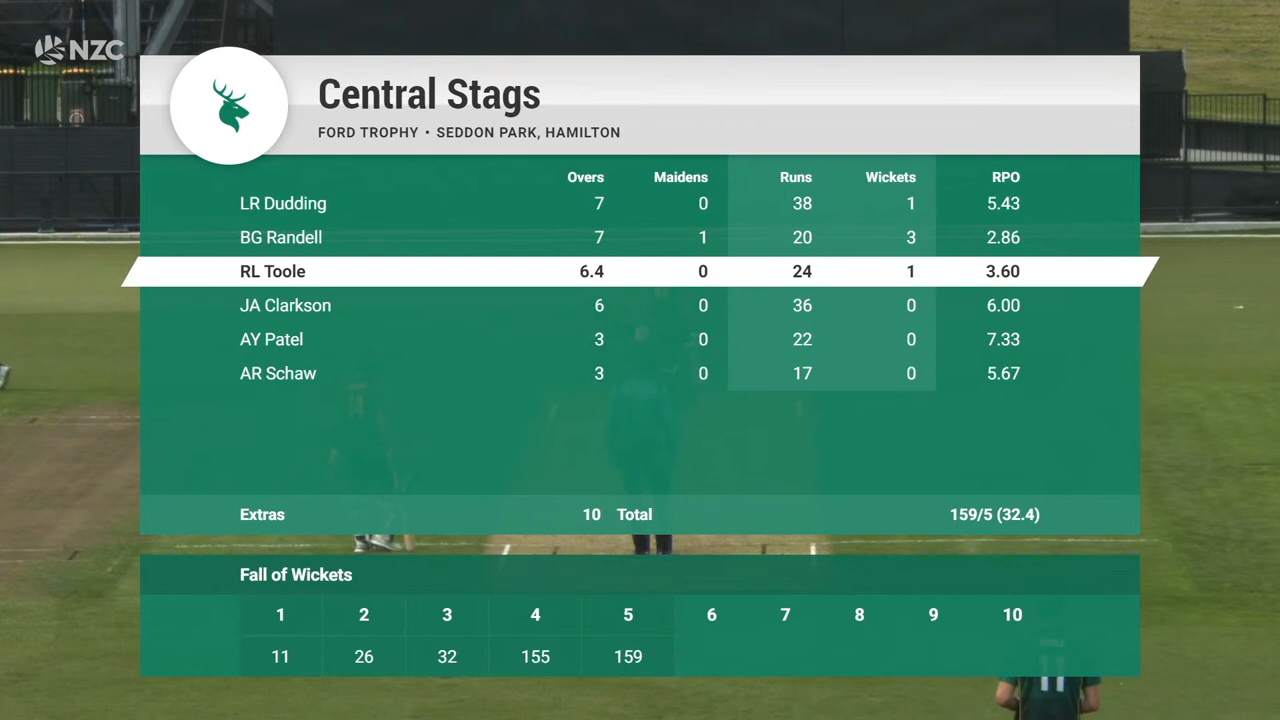 NZC
Central Stags
FORD TROPHY • SEDDON PARK, HAMILTON
Overs Maidens Runs Wickets RPO
LR Dudding 7 0 38 1 5.43
BG Randell 7 1 20 3 2.86
RL Toole 6.4 0 24 1 3.60
JA Clarkson 6 0 36 0 6.00
AY Patel 3 0 22 0 7.33
AR Schaw 3 0 17 0 5.67
Extras 10 Total 159/5 (32.4)
Fall of Wickets
1 2 3 4 5 6 7 8 9 10
11 26 32 155 159
TOOLE
11